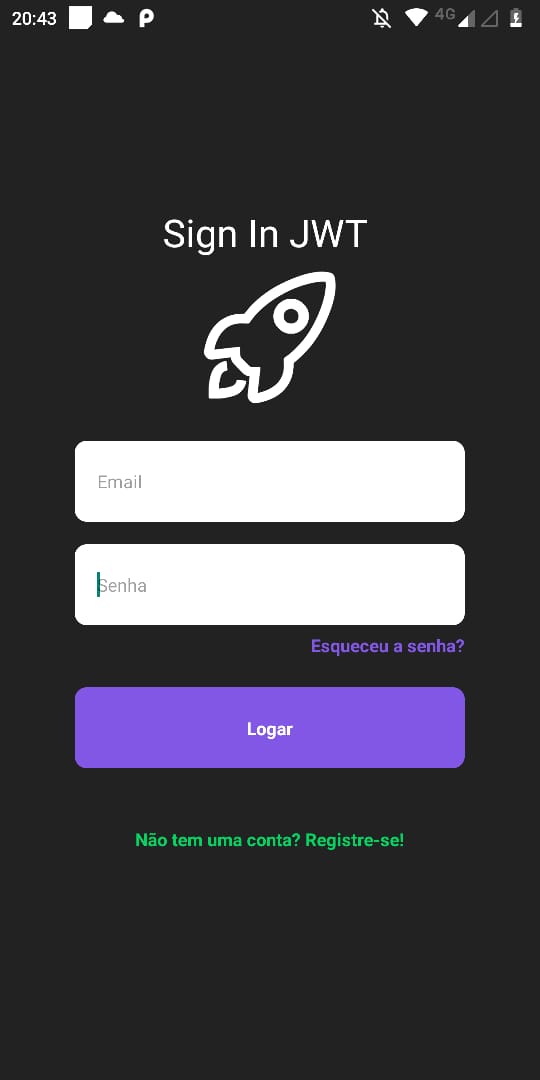 20:43
4G
Sign In JWT
Email
Senha
Esqueceu a senha?
Logar
Não tem uma conta? Registre-se!